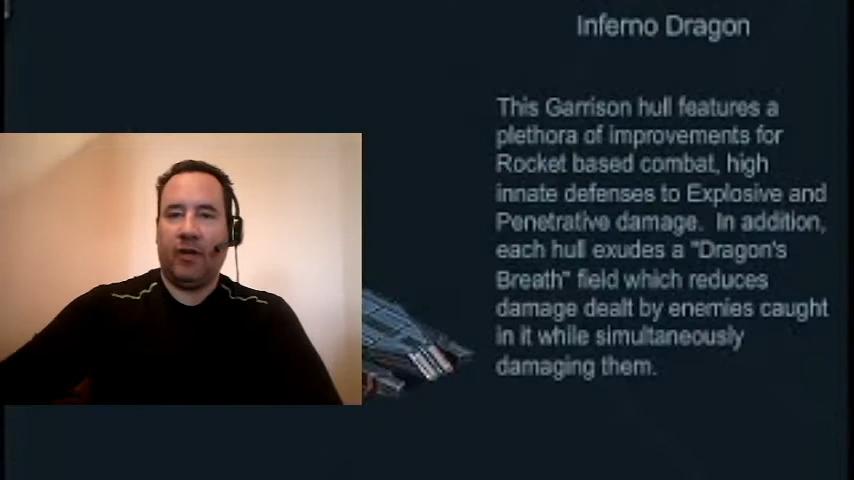 Inferno Dragon
This Garrison hull features a
plethora of improvements for
Rocket based combat, high
innate defenses to Explosive and
Penetrative damage.  In addition,
each hull exudes a "Dragon's
Breath" field which reduces
damage dealt by enemies caught
in it while simultaneously
damaging them.